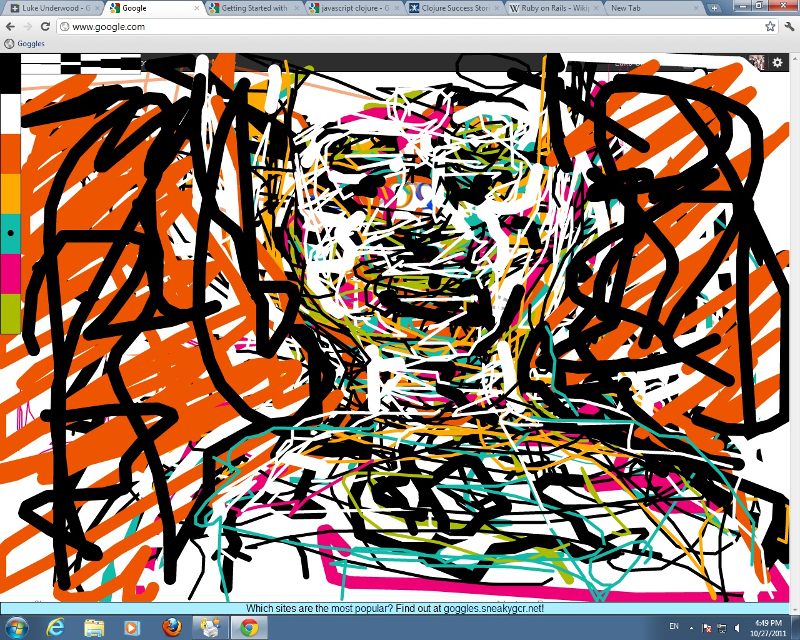 Luke Underwood - G
Google
Getting Started with
javascript clojure - G
Clojure Success Stor
Ruby on Rails - Wiki
New Tab
www.google.com
Goggles
Which sites are the most popular? Find out at goggles.sneakygcr.net!
EN
4:49 PM
10/27/2011